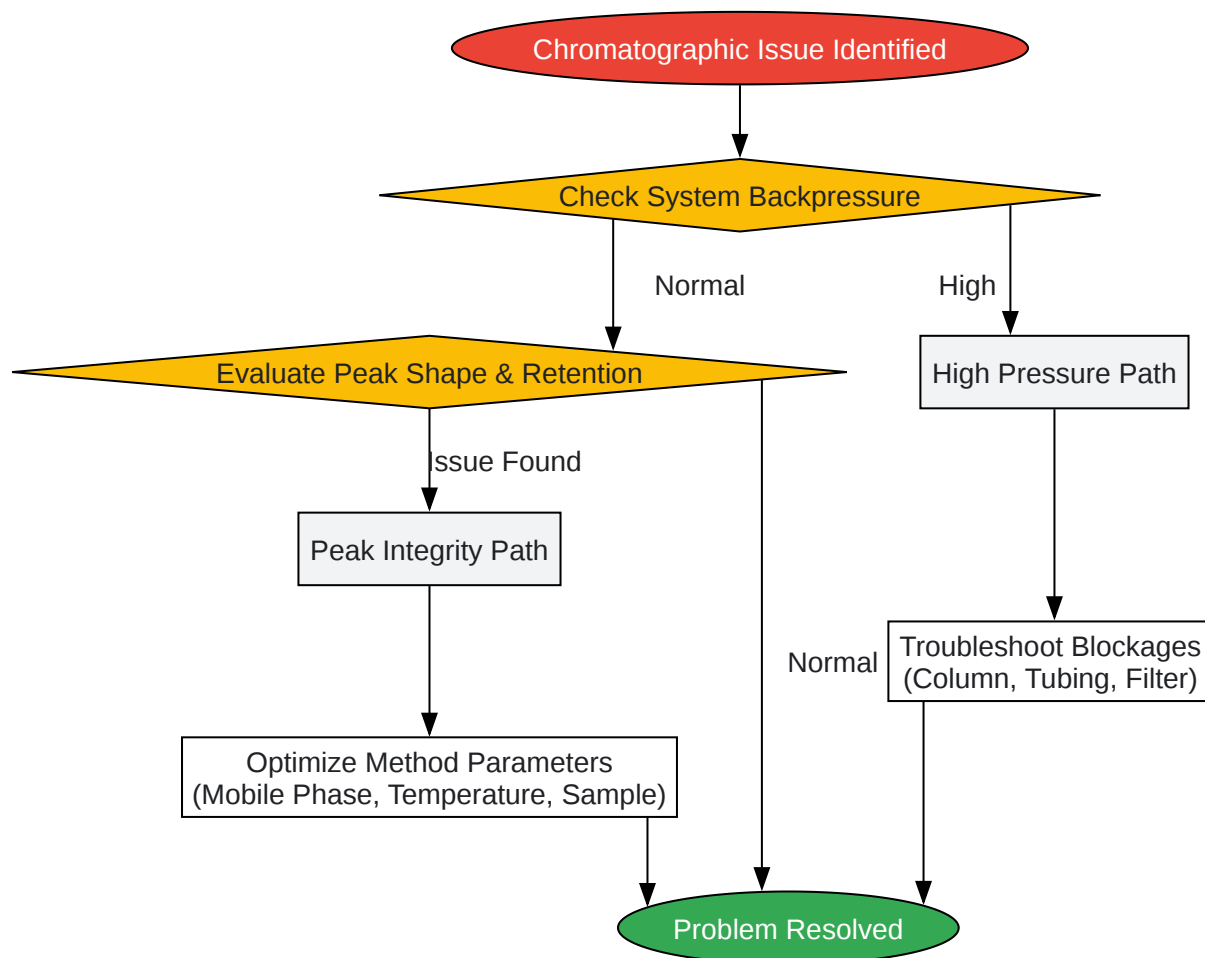 Chromatographic Issue Identified
Check System Backpressure
Normal
High
Evaluate Peak Shape & Retention
High Pressure Path
Issue Found
Peak Integrity Path
Normal
Troubleshoot Blockages
(Column, Tubing, Filter)
Optimize Method Parameters
(Mobile Phase, Temperature, Sample)
Problem Resolved